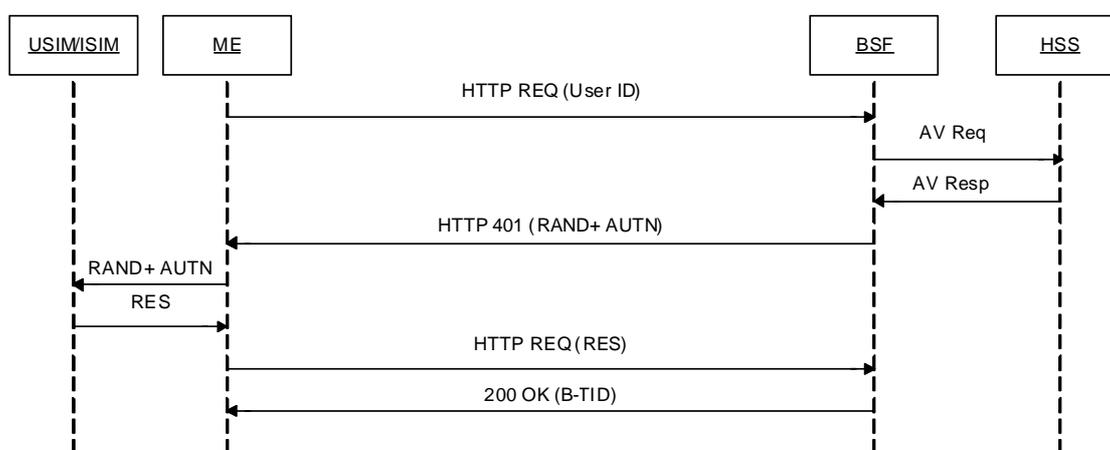 USIM/ISIM
ME
BSF
HSS
HTTP REQ (User ID)
AV Req
AV Resp
HTTP 401 (RAND+ AUTN)
RAND+ AUTN
RES
HTTP REQ (RES)
200 OK (B-TID)